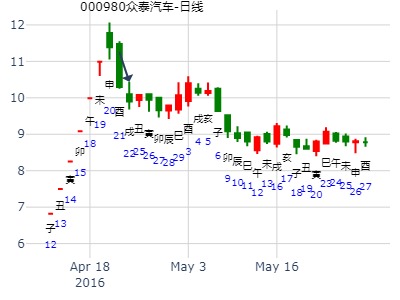 000980众泰汽车-日线
12
11
10
9
8
7
6
子 丑 寅 卯 午 未 申 酉 戌 丑 寅 卯 辰 巳 酉 戌 亥 子 卯 辰 巳 午 未 戌 亥 子 丑 寅 巳 午 未 申 酉
12 13 14 15 18 19 20 21 22 25 26 27 28 29 3 4 5 6 9 10 11 12 13 16 17 18 19 20 23 24 25 26 27
Apr 18 May 3 May 16
2016